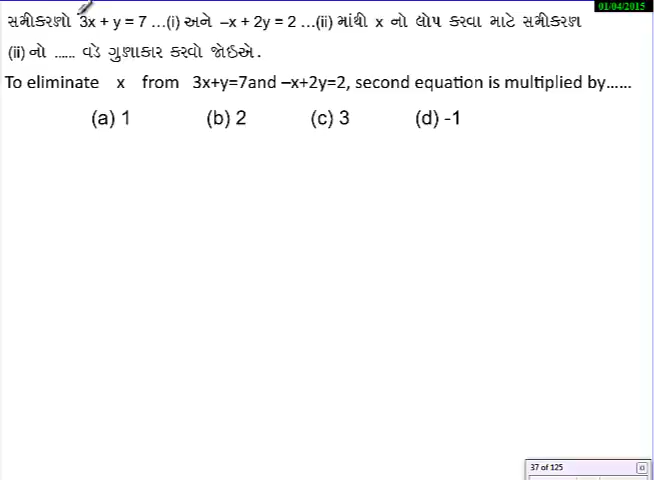 01/04/2015
સમીકરણો 3x + y = 7 ...(i) અને –x + 2y = 2 ...(ii) માંથી x નો લોપ કરવા માટે સમીકરણ
(ii) નો ...... વડે ગુણાકાર કરવો જોઈએ.
To eliminate x from 3x+y=7and –x+2y=2, second equation is multiplied by......
(a) 1 (b) 2 (c) 3 (d) -1
37 of 125